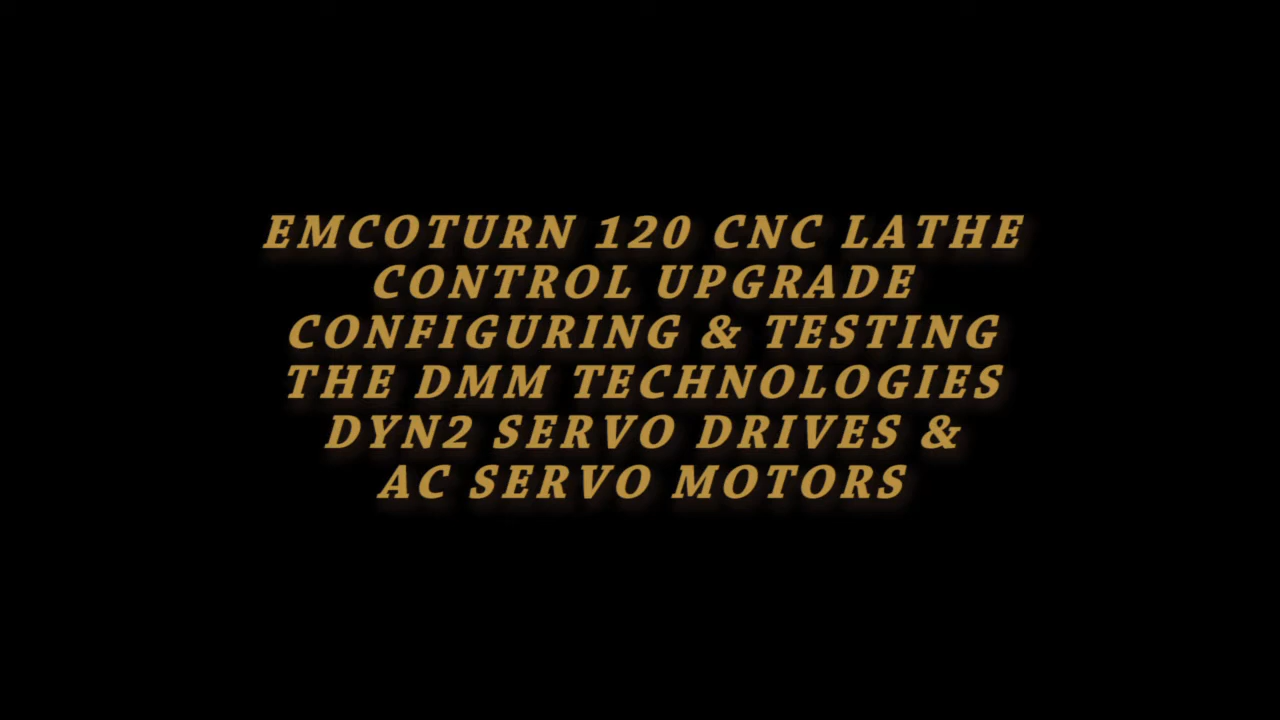 EMCOTURN 120 CNC LATHE
CONTROL UPGRADE
CONFIGURING & TESTING
THE DMM TECHNOLOGIES
DYN2 SERVO DRIVES &
AC SERVO MOTORS